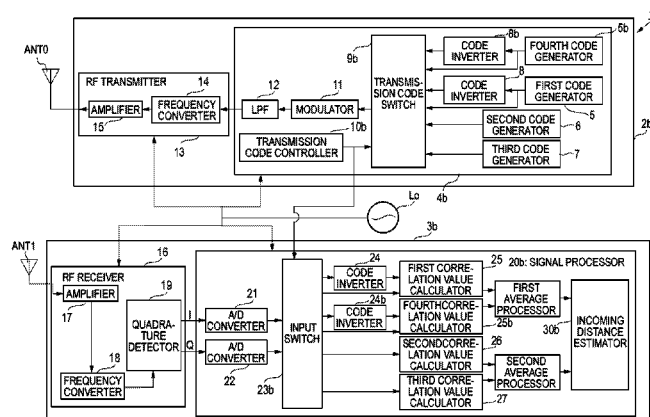 ANT0
RF TRANSMITTER
14
AMPLIFIER
FREQUENCY
CONVERTER
15
13
12
LPF
11
MODULATOR
10b
TRANSMISSION
CODE CONTROLLER
9b
TRANSMIS-
SION CODE
SWITCH
8b
CODE
INVERTER
5b
FOURTH CODE
GENERATOR
8
CODE
INVERTER
FIRST CODE
GENERATOR
5
SECOND CODE
GENERATOR
6
THIRD CODE
GENERATOR
7
4b
2b
Lo
ANT1
3b
16
RF RECEIVER
AMPLIFIER
17
18
FREQUENCY
CONVERTER
19
QUADRA-
TURE
DETECTOR
I
Q
21
A/D
CONVERTER
A/D
CONVERTER
22
INPUT
SWITCH
23b
24
CODE
INVERTER
24b
CODE
INVERTER
25
FIRST CORRE-
LATION VALUE
CALCULATOR
FOURTHCORRE-
LATION VALUE
CALCULATOR
25b
26
SECONDCORRE-
LATION VALUE
CALCULATOR
THIRD CORRE-
LATION VALUE
CALCULATOR
27
20b: SIGNAL PROCESSOR
FIRST
AVERAGE
PROCESSOR
SECOND
AVERAGE
PROCESSOR
30b
INCOMING
DISTANCE
ESTIMATOR